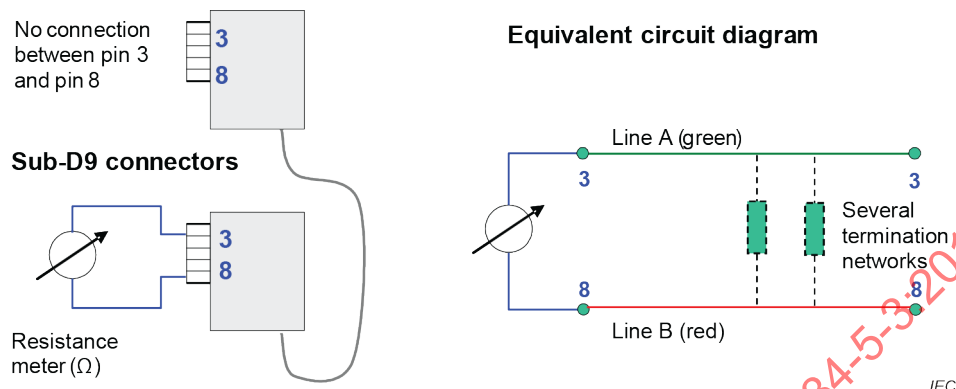 No connection
between pin 3
and pin 8
3
8
Sub-D9 connectors
3
8
Resistance
meter (Ω)
Equivalent circuit diagram
Line A (green)
3
3
Several
termination
networks
8
8
Line B (red)
IEC